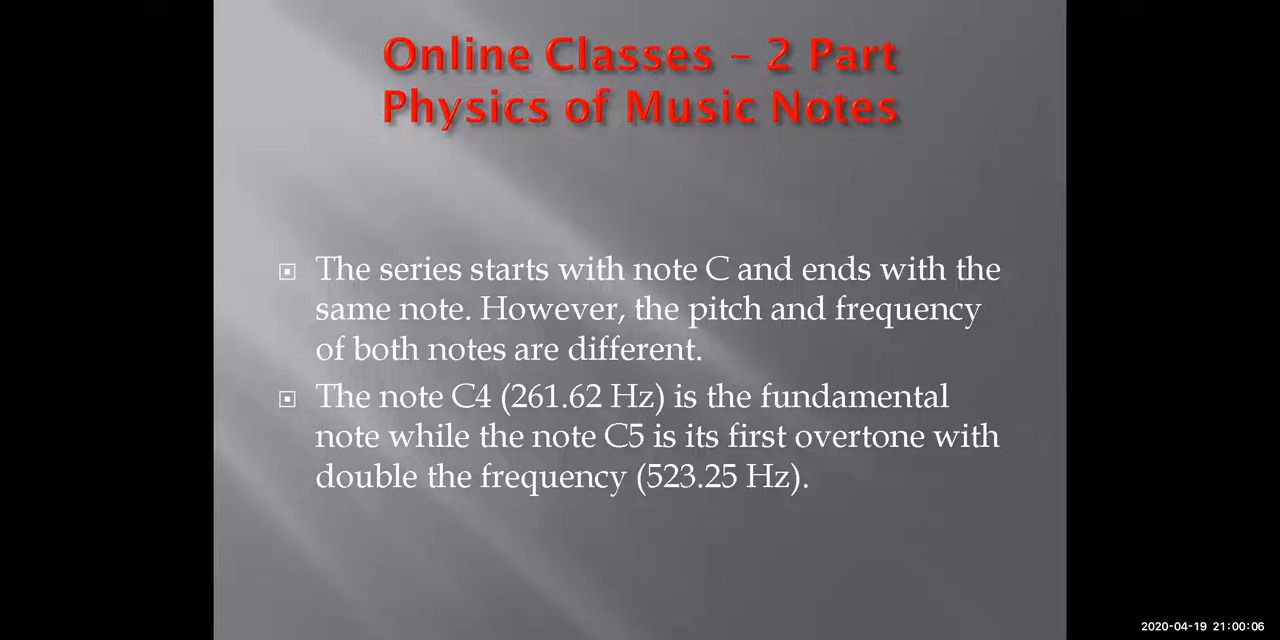 Online Classes – 2 Part
Physics of Music Notes
The series starts with note C and ends with the
same note. However, the pitch and frequency
of both notes are different.
The note C4 (261.62 Hz) is the fundamental
note while the note C5 is its first overtone with
double the frequency (523.25 Hz).
2020-04-19 21:00:06